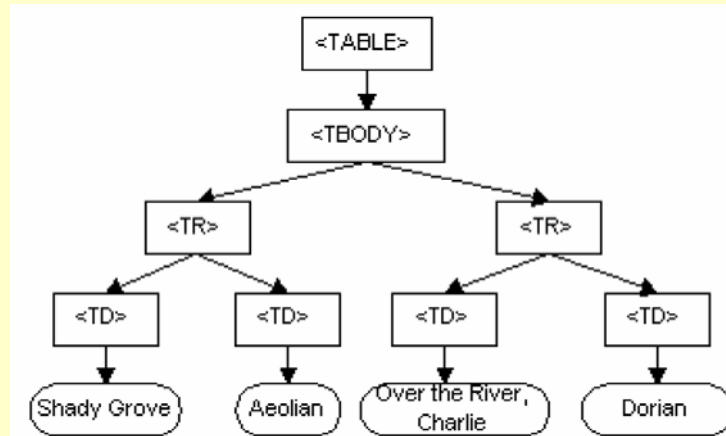 <TABLE>
<TBODY>
<TR>
<TR>
<TD>
<TD>
<TD>
<TD>
Shady Grove
Aeolian
Over the River,
Charlie
Dorian